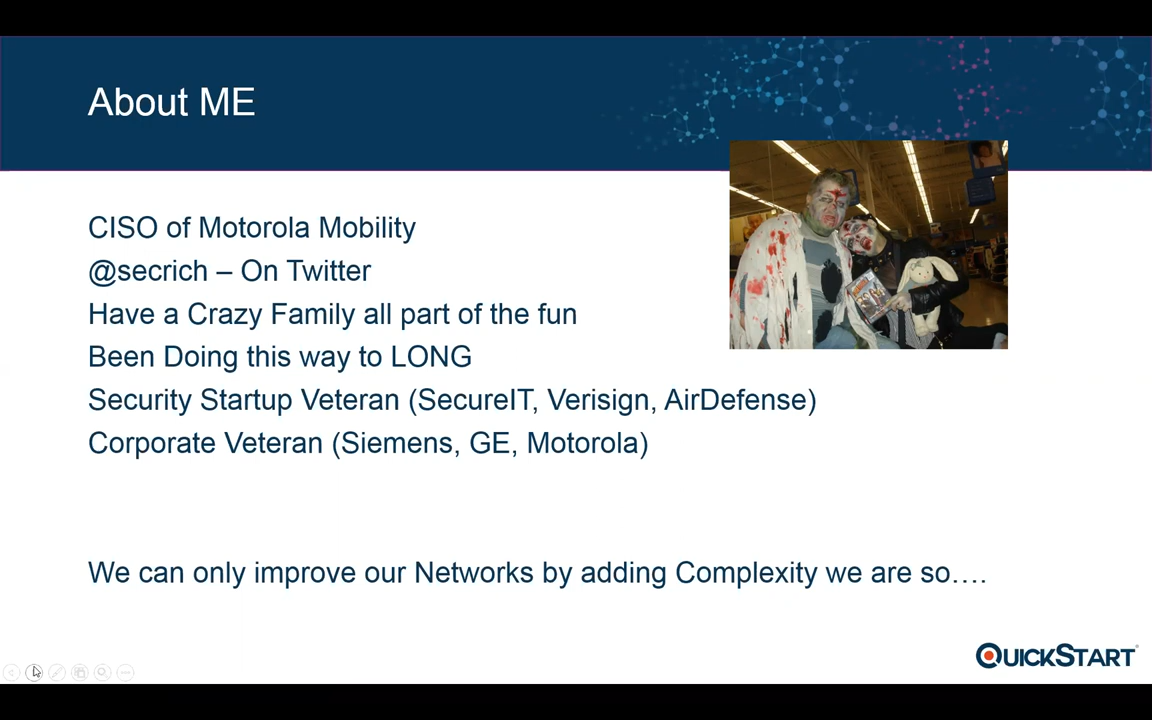 About ME
CISO of Motorola Mobility
@secrich – On Twitter
Have a Crazy Family all part of the fun
Been Doing this way to LONG
Security Startup Veteran (SecureIT, Verisign, AirDefense)
Corporate Veteran (Siemens, GE, Motorola)
We can only improve our Networks by adding Complexity we are so….
QUICKSTART